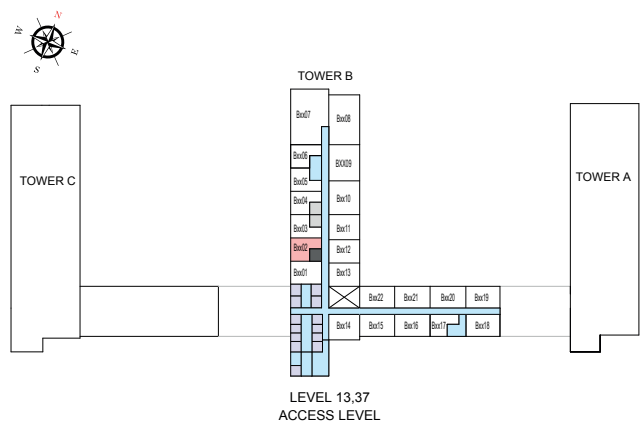 N
W
E
S
TOWER B
Bxx07
Bxx08
Bxx06
BXX09
TOWER C
Bxx05
TOWER A
Bxx04
Bxx10
Bxx03
Bxx11
Bxx02
Bxx12
Bxx01
Bxx13
Bxx22 Bxx21 Bxx20 Bxx19
Bxx14 Bxx15 Bxx16 Bxx17 Bxx18
LEVEL 13,37
ACCESS LEVEL